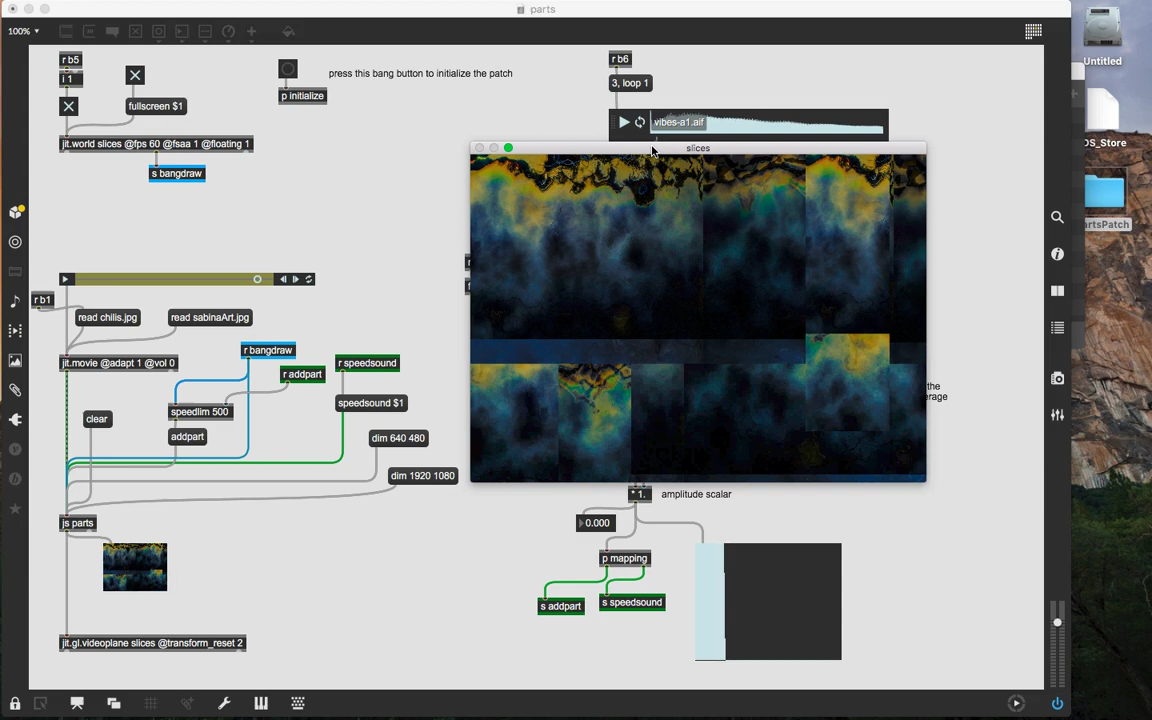 parts
100%
r b5
i 1
fullscreen $1
press this bang button to initialize the patch
p initialize
r b6
3, loop 1
vibes-a1.aif
Untitled
jit.world slices @fps 60 @fsaa 1 @floating 1
slices
s bangdraw
r b1
read chilis.jpg
read sabinaArt.jpg
jit.movie @adapt 1 @vol 0
r bangdraw
r speedsound
r addpart
speedsound $1
speedlim 500
clear
addpart
dim 640 480
dim 1920 1080
the
erage
js parts
* 1.
amplitude scalar
0.000
p mapping
s addpart
s speedsound
jit.gl.videoplane slices @transform_reset 2
DS_Store
artsPatch